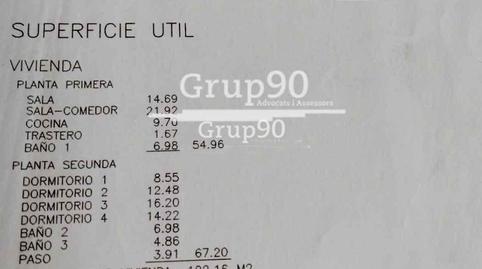 SUPERFICIE UTIL
VIVIENDA
PLANTA PRIMERA
SALA 14.69
SALA-COMEDOR 21.92
COCINA 9.70
TRASTERO 1.67
BAÑO 1 6.98 54.96
Grup90
Advocats i Assessors
Grup90
PLANTA SEGUNDA
DORMITORIO 1 8.55
DORMITORIO 2 12.48
DORMITORIO 3 16.20
DORMITORIO 4 14.22
BAÑO 2 6.98
BAÑO 3 4.86
PASO 3.91 67.20
M2